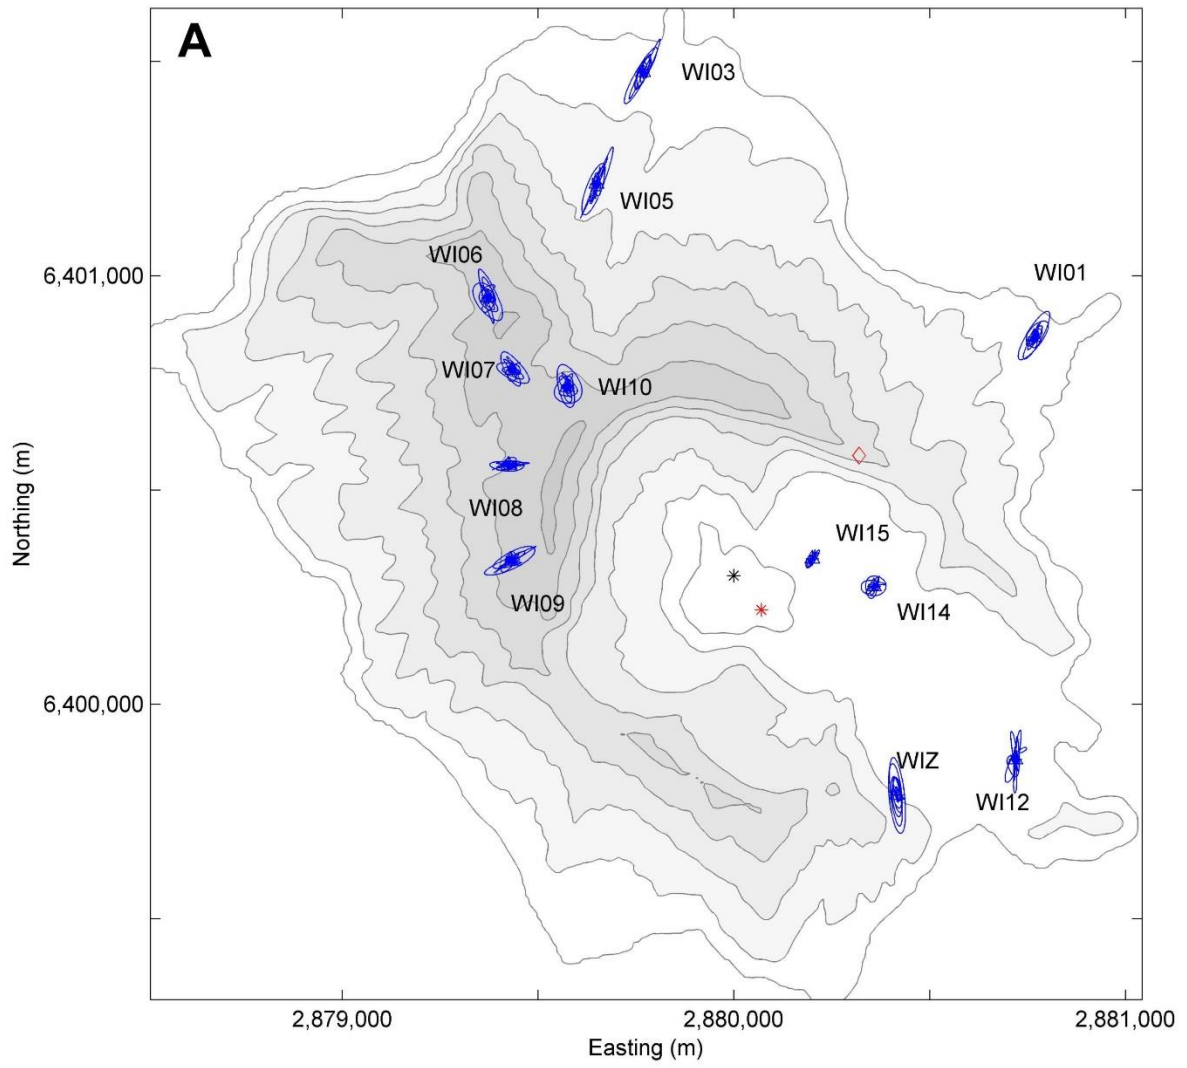 A
WI03
WI05
WI06
WI01
6,401,000
WI07
WI10
WI08
WI15
WI09
WI14
6,400,000
WIZ
WI12
Northing (m)
2,879,000
2,880,000
2,881,000
Easting (m)